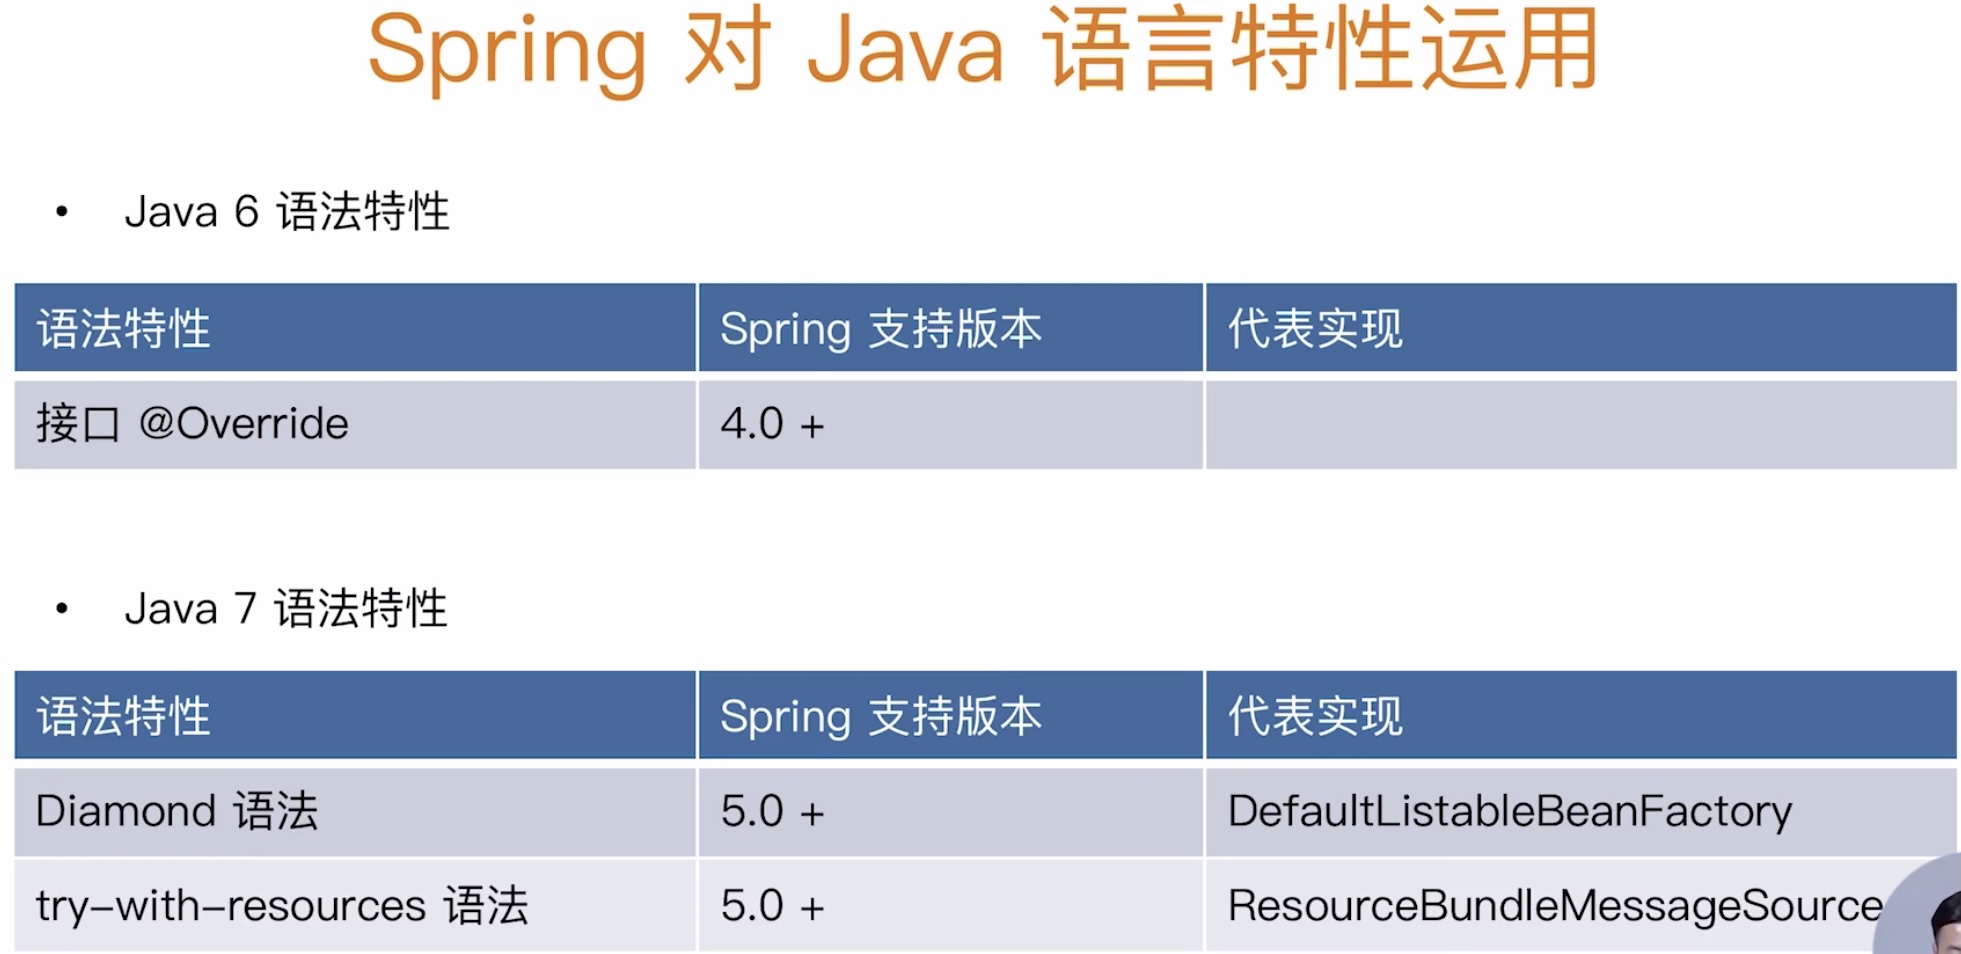 Spring 对 Java 语言特性运用
• Java 6 语法特性
语法特性 Spring 支持版本 代表实现
接口 @Override 4.0 +
• Java 7 语法特性
语法特性 Spring 支持版本 代表实现
Diamond 语法 5.0 + DefaultListableBeanFactory
try-with-resources 语法 5.0 + ResourceBundleMessageSource